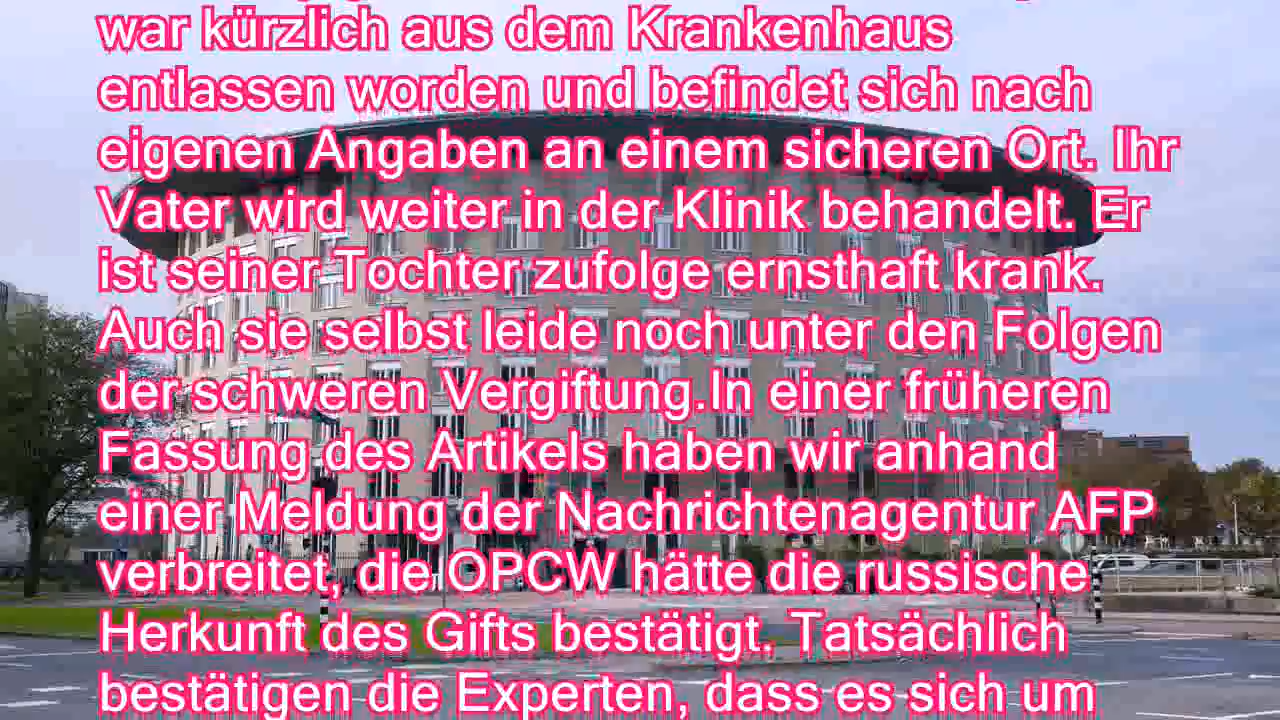 war kürzlich aus dem Krankenhaus
entlassen worden und befindet sich nach
eigenen Angaben an einem sicheren Ort. Ihr
Vater wird weiter in der Klinik behandelt. Er
ist seiner Tochter zufolge ernsthaft krank.
Auch sie selbst leide noch unter den Folgen
der schweren Vergiftung.In einer früheren
Fassung des Artikels haben wir anhand
einer Meldung der Nachrichtenagentur AFP
verbreitet, die OPCW hätte die russische
Herkunft des Gifts bestätigt. Tatsächlich
bestätigen die Experten, dass es sich um